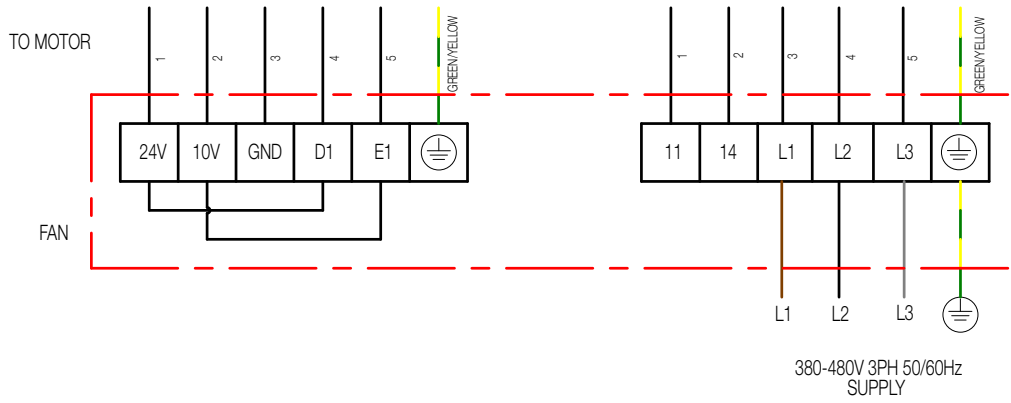 TO MOTOR
1 2 3 4 5 GREEN/YELLOW
1 2 3 4 5 GREEN/YELLOW
24V 10V GND D1 E1
11 14 L1 L2 L3
FAN
L1 L2 L3
380-480V 3PH 50/60Hz
SUPPLY